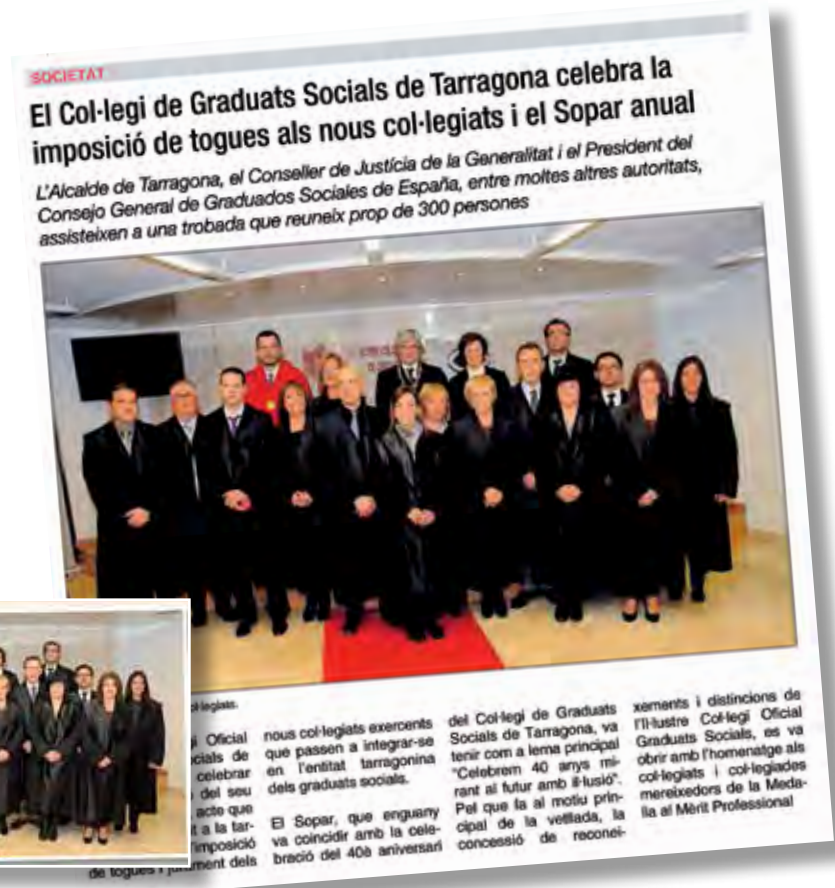 SOCIETAT
El Col·legi de Graduats Socials de Tarragona celebra la
imposició de togues als nous col·legiats i el Sopar anual
L'Alcalde de Tarragona, el Conseller de Justícia de la Generalitat i el President del
Consejo General de Graduados Sociales de España, entre moltes altres autoritats,
assisteixen a una trobada que reuneix prop de 300 persones
Oficial
celebrar
del seu
acte que
a la tar-
imposició
de togues i jurament dels
nous col·legiats exercents
que passen a integrar-se
en l'entitat tarragonina
dels graduats socials.
El Sopar, que enguany
va coincidir amb la cele-
bració del 40è aniversari
del Col·legi de Graduats
Socials de Tarragona, va
tenir com a lema principal
"Celebrem 40 anys mi-
rant al futur amb il·lusió".
Pel que fa al motiu prin-
cipal de la vetllada, la
concessió de reconei-
xements i distincions de
l'Il·lustre Col·legi Oficial
Graduats Socials, es va
obrir amb l'homenatge als
col·legiats i col·legiades
mereixedors de la Meda-
lla al Mèrit Professional